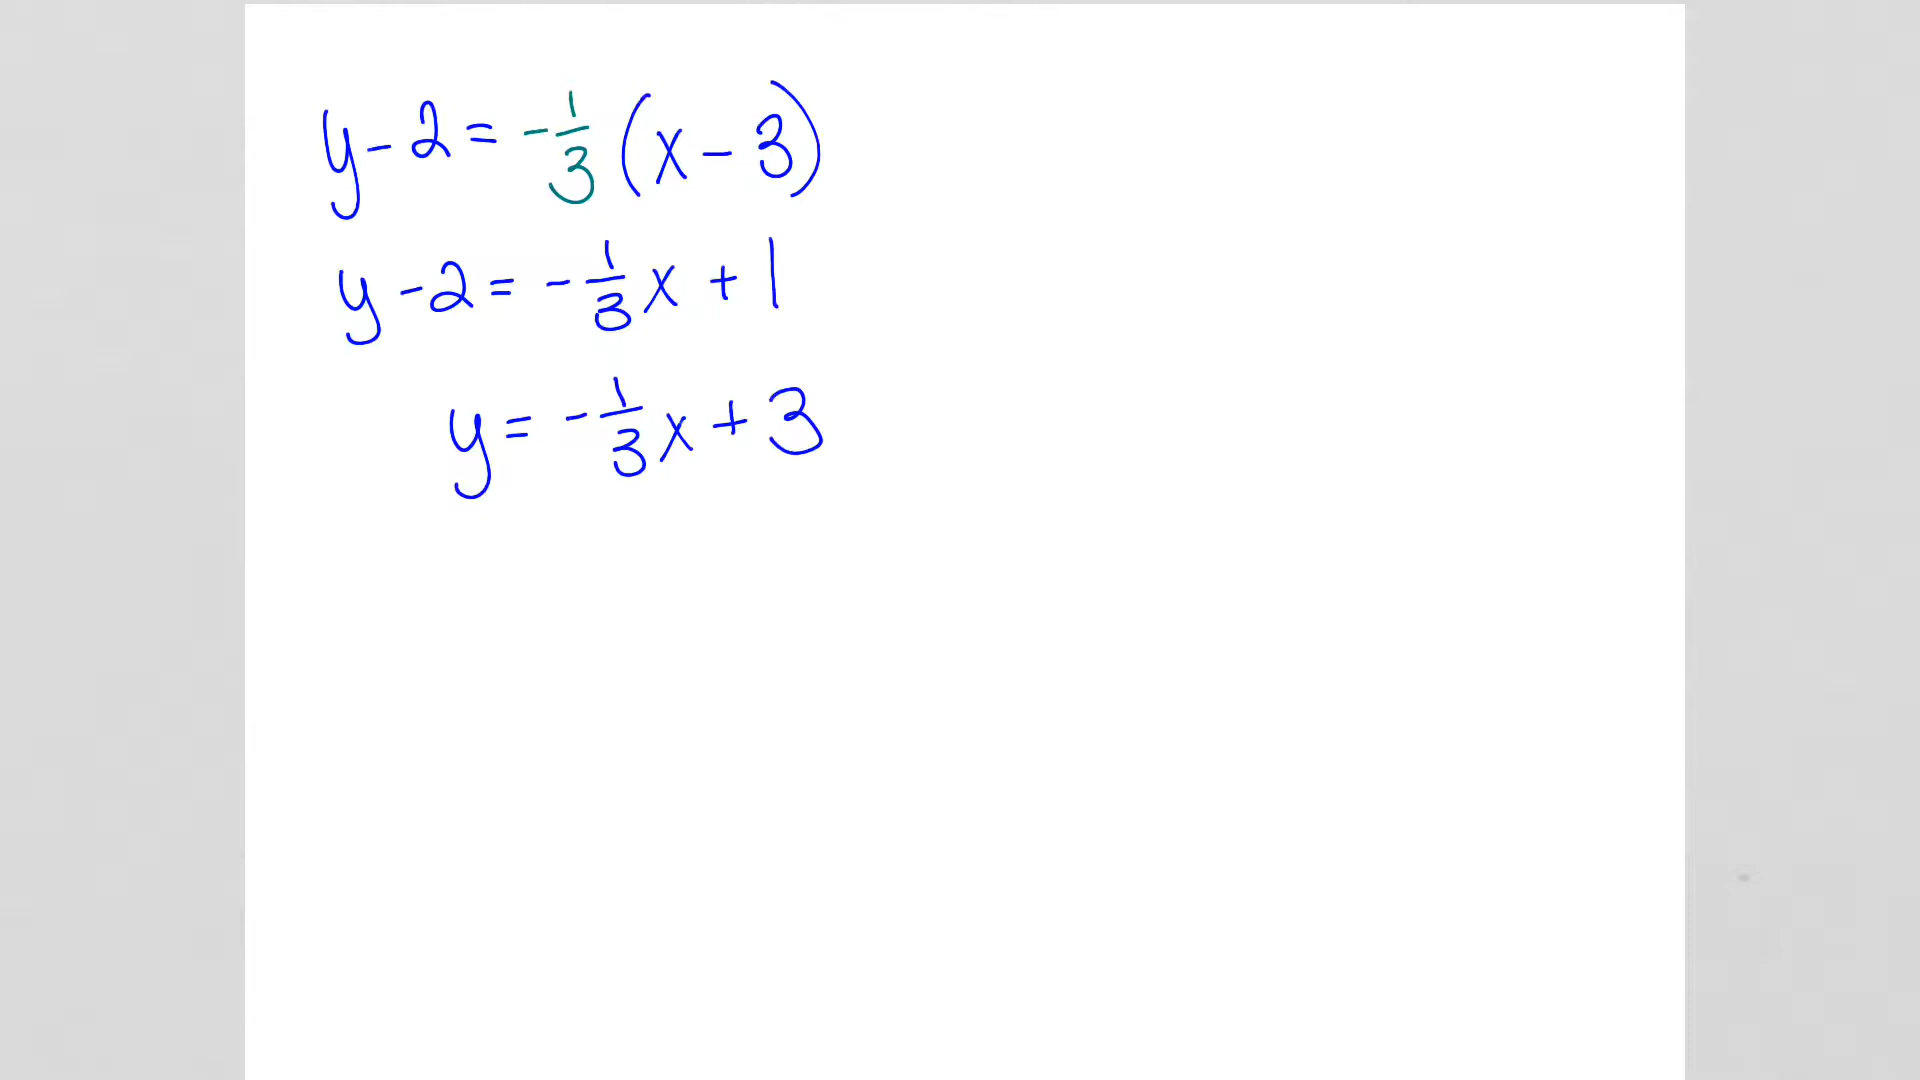 y - 2 = -1/3 (x - 3)
y - 2 = -1/3 x + 1
y = -1/3 x + 3